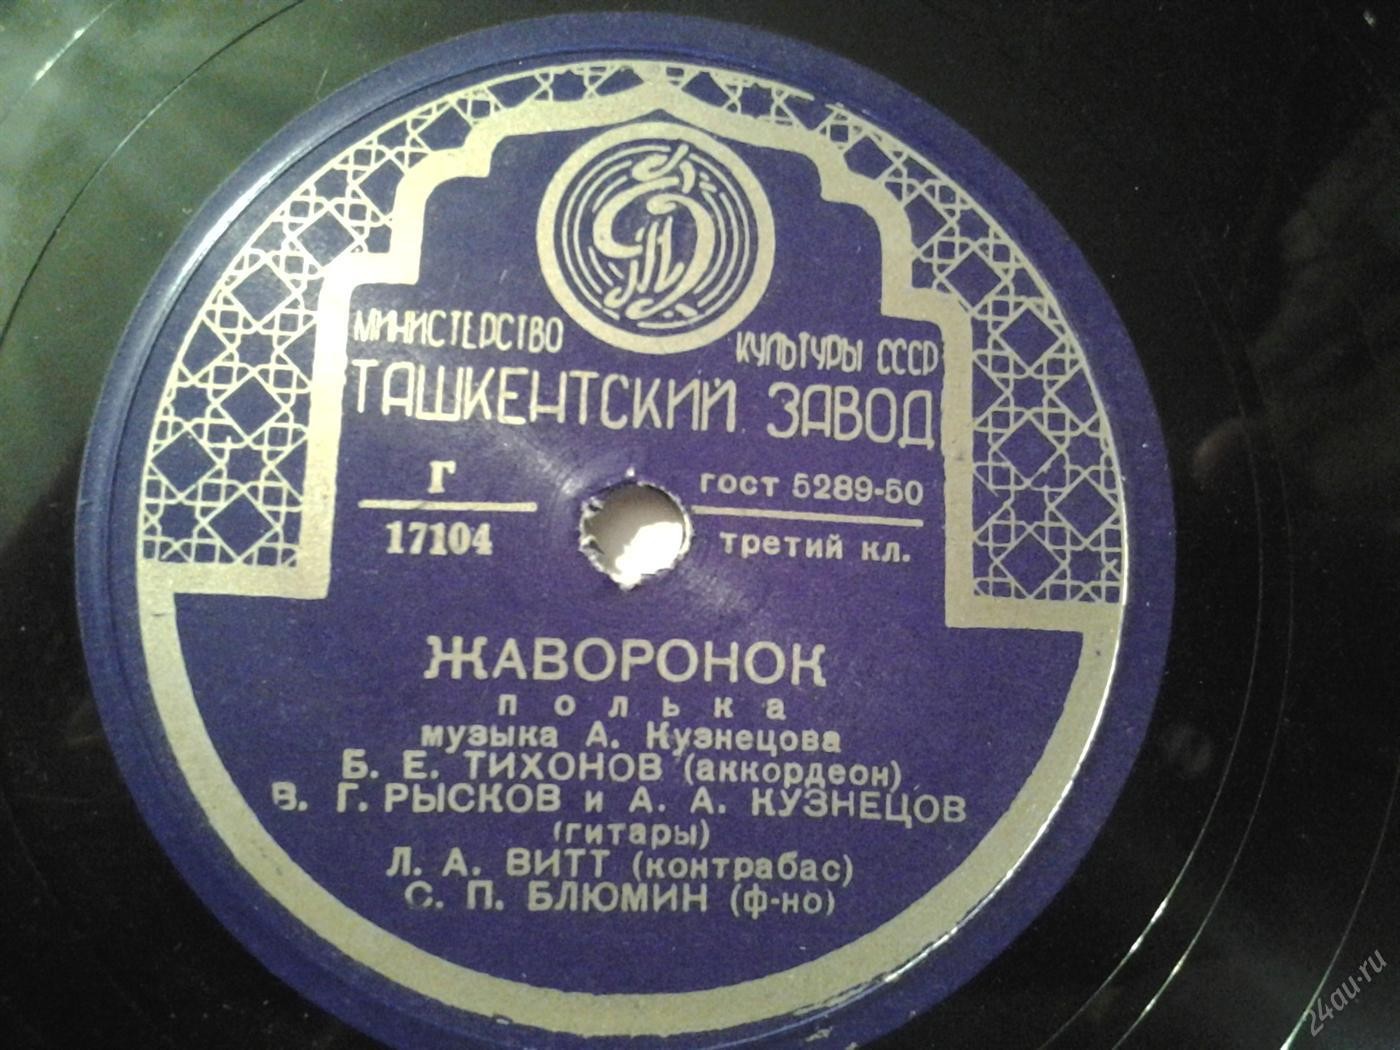 МИНИСТЕРСТВО КУЛЬТУРЫ СССР
ТАШКЕНТСКИЙ ЗАВОД
Г
17104
ГОСТ 5289-50
третий кл.
ЖАВОРОНОК
полька
музыка А. Кузнецова
Б. Е. ТИХОНОВ (аккордеон)
В. Г. РЫСКОВ и А. А. КУЗНЕЦОВ
(гитары)
Л. А. ВИТТ (контрабас)
С. П. БЛЮМИН (ф-но)
24au.ru